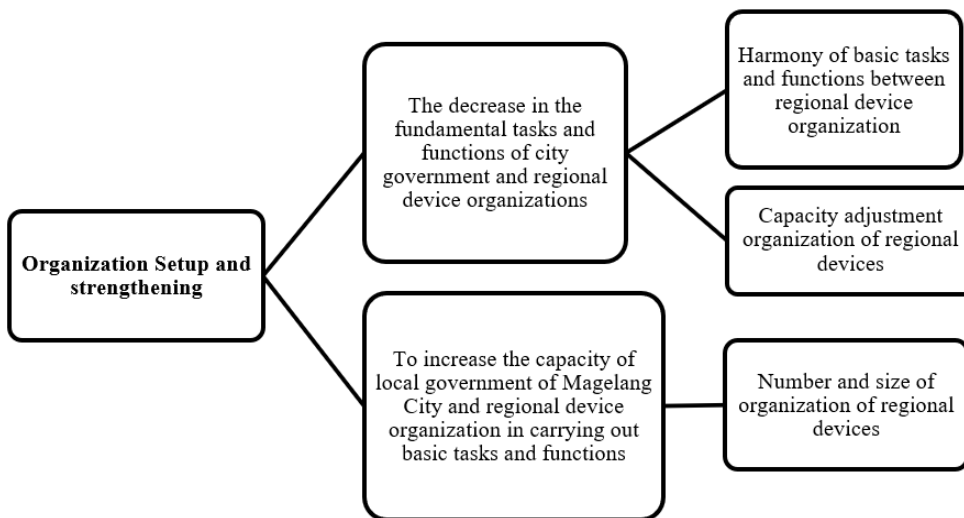 Organization Setup and
strengthening
The decrease in the
fundamental tasks and
functions of city
government and regional
device organizations
Harmony of basic tasks
and functions between
regional device
organization
Capacity adjustment
organization of regional
devices
To increase the capacity of
local government of Magelang
City and regional device
organization in carrying out
basic tasks and functions
Number and size of
organization of regional
devices